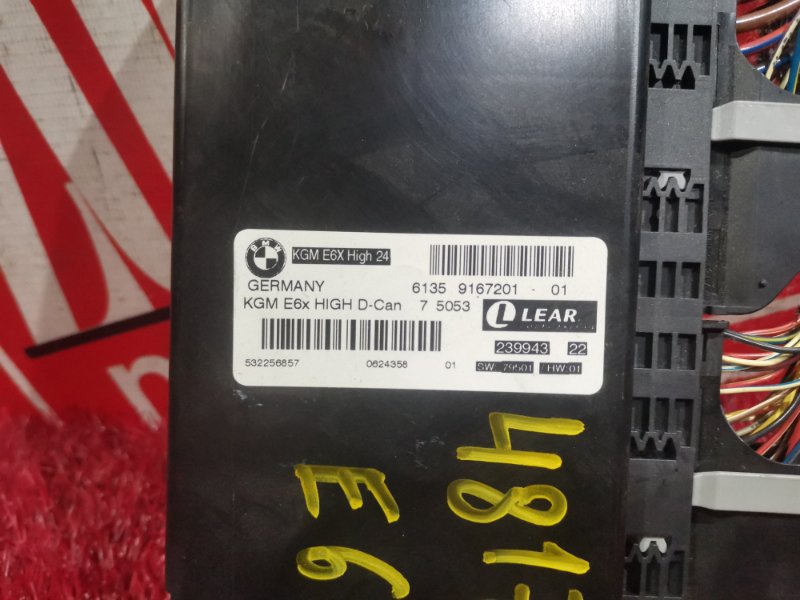 BMW
KGM E6X High 24
GERMANY 6135 9167201 - 01
KGM E6x HIGH D-Can 7 5053
LEAR
239943 22
532256857 0624358 01 SW: 79501 / HW:01
481-
E6